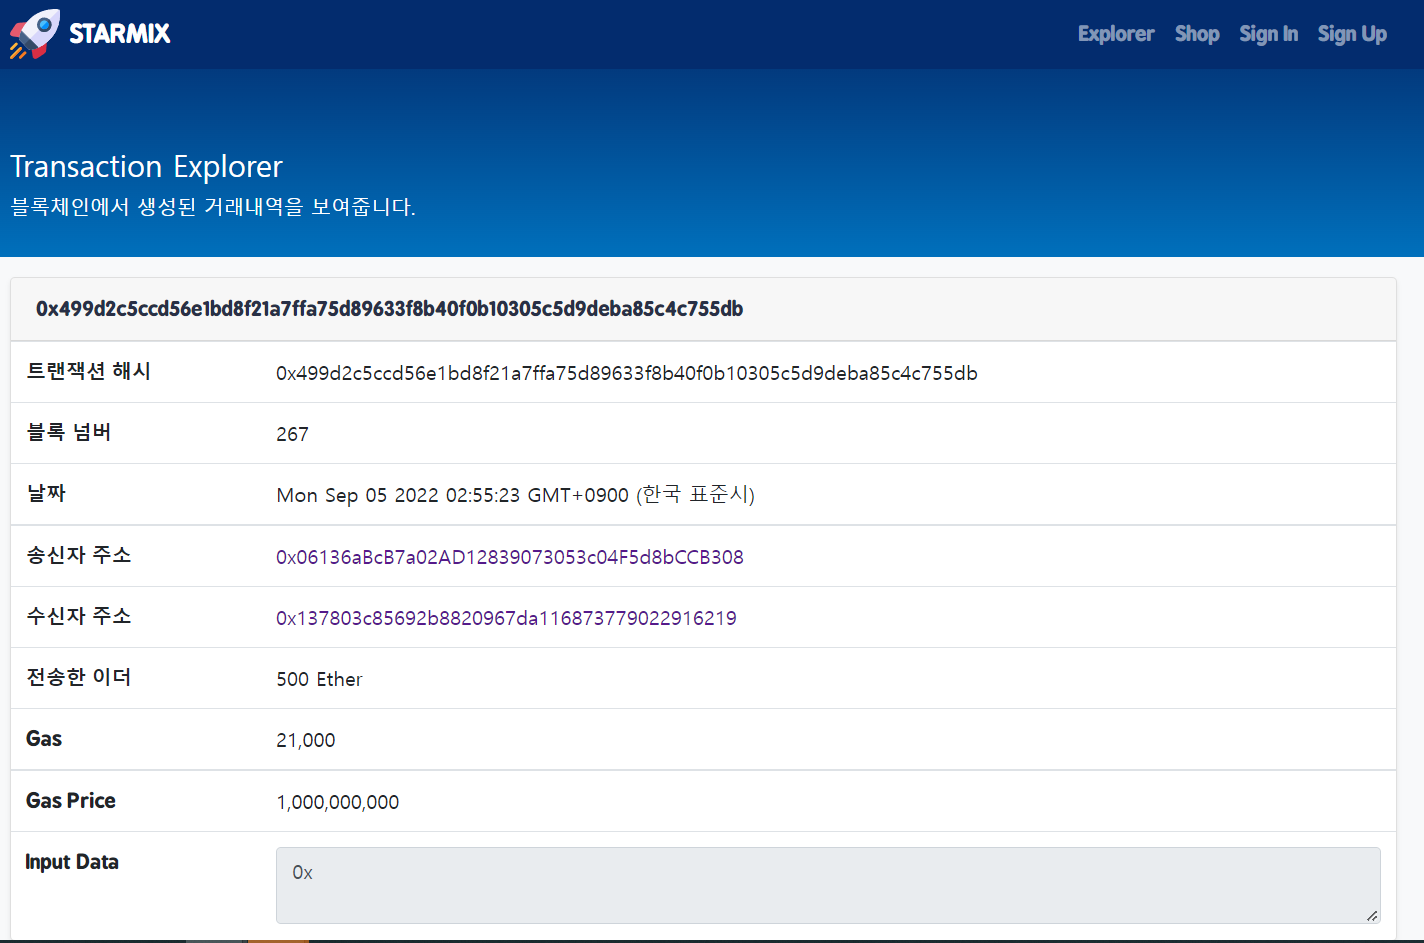 STARMIX
Explorer Shop Sign In Sign Up
Transaction Explorer
블록체인에서 생성된 거래내역을 보여줍니다.
0x499d2c5ccd56e1bd8f21a7ffa75d89633f8b40f0b10305c5d9deba85c4c755db
트랜잭션 해시 0x499d2c5ccd56e1bd8f21a7ffa75d89633f8b40f0b10305c5d9deba85c4c755db
블록 넘버 267
날짜 Mon Sep 05 2022 02:55:23 GMT+0900 (한국 표준시)
송신자 주소 0x06136aBcB7a02AD12839073053c04F5d8bCCB308
수신자 주소 0x137803c85692b8820967da116873779022916219
전송한 이더 500 Ether
Gas 21,000
Gas Price 1,000,000,000
Input Data 0x